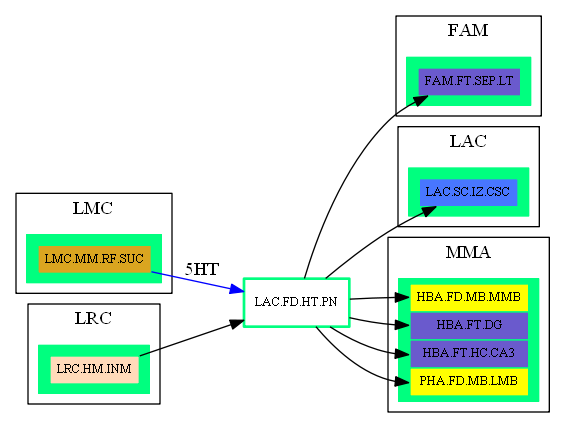 FAM
FAM.FT.SEP.LT
LAC
LAC.SC.IZ.CSC
LMC
LMC.MM.RF.SUC
5HT
MMA
LAC.FD.HT.PN
HBA.FD.MB.MMB
HBA.FT.DG
HBA.FT.HC.CA3
PHA.FD.MB.LMB
LRC
LRC.HM.INM